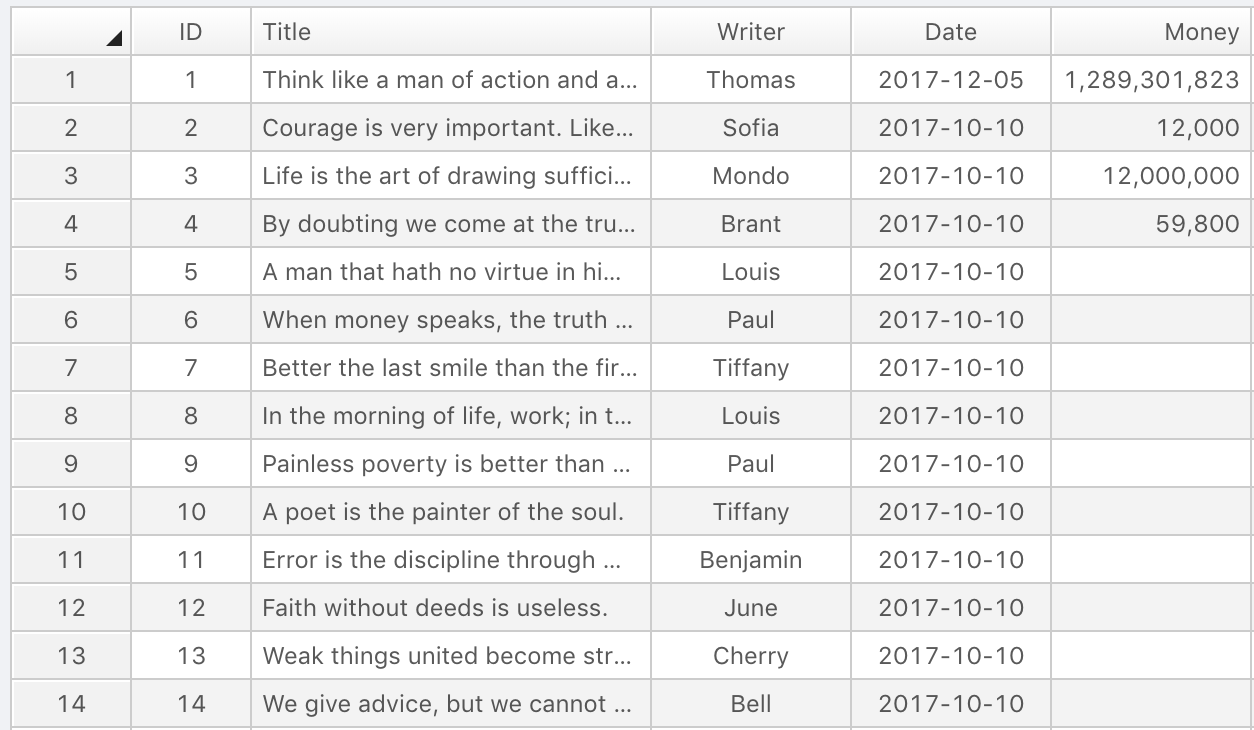 ID Title Writer Date Money
1 1 Think like a man of action and a... Thomas 2017-12-05 1,289,301,823
2 2 Courage is very important. Like... Sofia 2017-10-10 12,000
3 3 Life is the art of drawing suffici... Mondo 2017-10-10 12,000,000
4 4 By doubting we come at the tru... Brant 2017-10-10 59,800
5 5 A man that hath no virtue in hi... Louis 2017-10-10
6 6 When money speaks, the truth ... Paul 2017-10-10
7 7 Better the last smile than the fir... Tiffany 2017-10-10
8 8 In the morning of life, work; in t... Louis 2017-10-10
9 9 Painless poverty is better than ... Paul 2017-10-10
10 10 A poet is the painter of the soul. Tiffany 2017-10-10
11 11 Error is the discipline through ... Benjamin 2017-10-10
12 12 Faith without deeds is useless. June 2017-10-10
13 13 Weak things united become str... Cherry 2017-10-10
14 14 We give advice, but we cannot ... Bell 2017-10-10